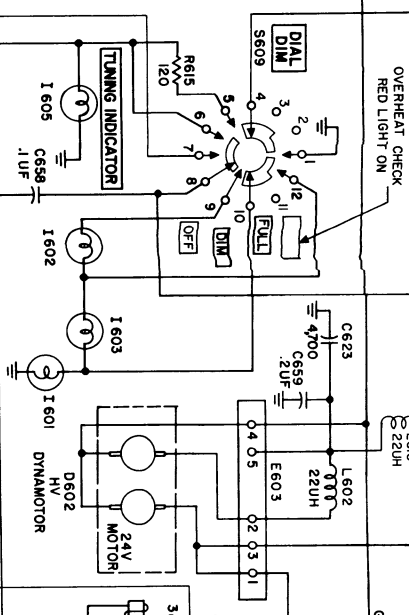 OVERHEAT CHECK
RED LIGHT ON
DIAL
DIM
S609
R615
120
TUNING INDICATOR
I 605
C658
.1UF
1
2
3
4
5
6
7
8
9
10
11
12
FULL
DIM
OFF
I 602
I 603
I 601
C623
4,700
C659
.2UF
22UH
L602
22UH
E603
4
5
2
3
1
D602
HV
DYNAMOTOR
24V
MOTOR